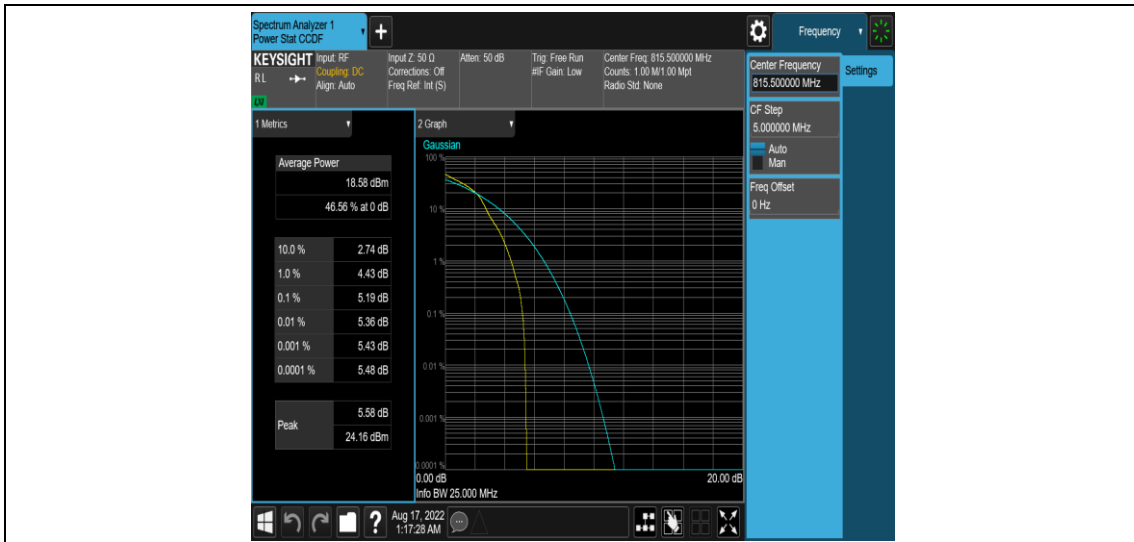 Spectrum Analyzer 1
Power Stat CCDF
+
Frequency
KEYSIGHT
RL
LXI
Input: RF
Coupling: DC
Align: Auto
Input Z: 50 Ω
Corrections: Off
Freq Ref: Int (S)
Atten: 50 dB
Trig: Free Run
#IF Gain: Low
Center Freq: 815.500000 MHz
Counts: 1.00 M/1.00 Mpt
Radio Std: None
Center Frequency
815.500000 MHz
Settings
CF Step
5.000000 MHz
Auto
Man
Freq Offset
0 Hz
1 Metrics
Average Power
18.58 dBm
46.56 % at 0 dB
10.0 % 2.74 dB
1.0 % 4.43 dB
0.1 % 5.19 dB
0.01 % 5.36 dB
0.001 % 5.43 dB
0.0001 % 5.48 dB
Peak
5.58 dB
24.16 dBm
2 Graph
Gaussian
100 %
10 %
1 %
0.1 %
0.01 %
0.001 %
0.0001 %
0.00 dB 20.00 dB
Info BW 25.000 MHz
?
Aug 17, 2022
1:17:28 AM